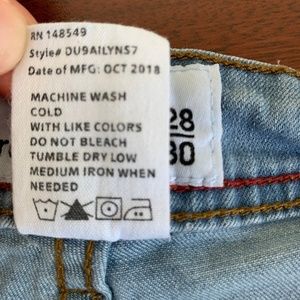 RN 148549
Style# DU9AILYNS7
Date of MFG: OCT 2018
MACHINE WASH
COLD
WITH LIKE COLORS
DO NOT BLEACH
TUMBLE DRY LOW
MEDIUM IRON WHEN
NEEDED
28
30